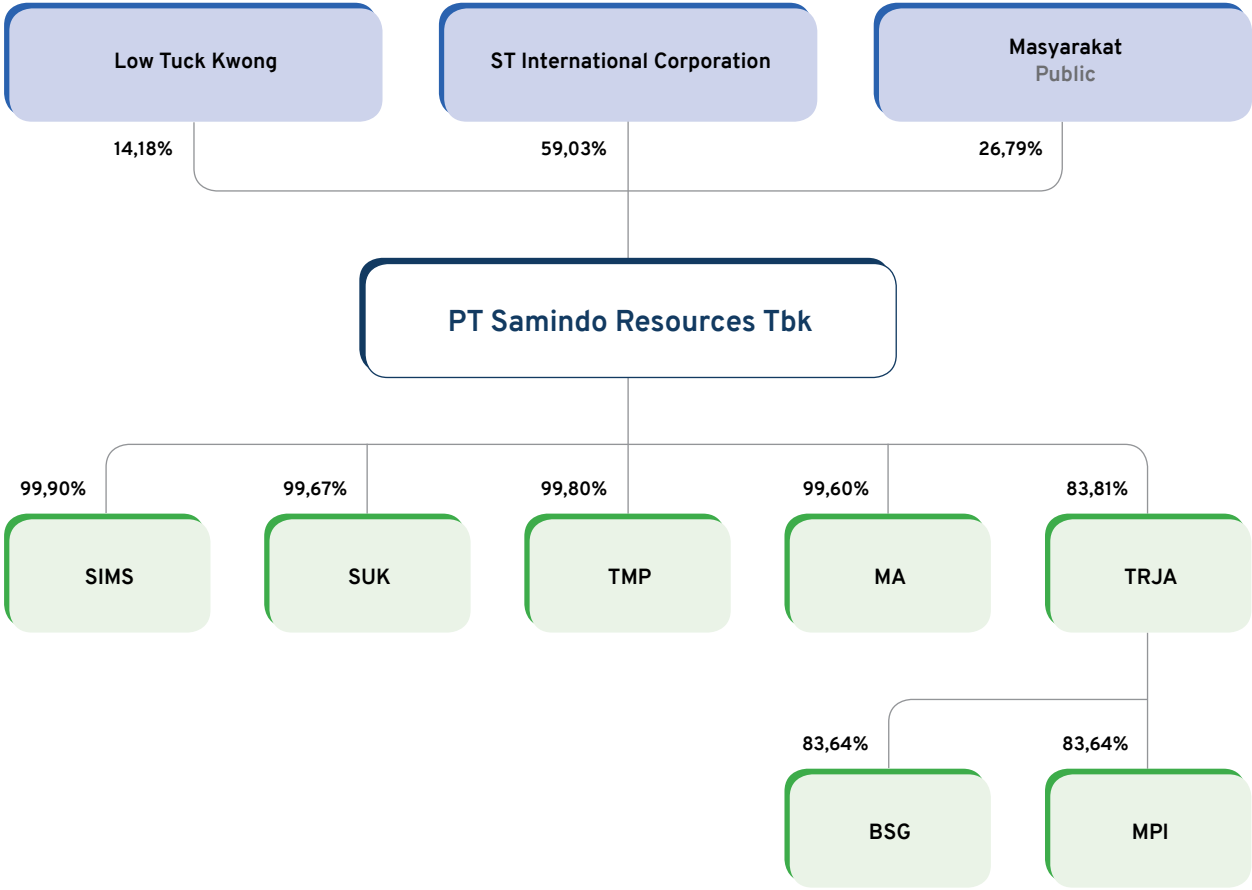 Low Tuck Kwong
ST International Corporation
Masyarakat
Public
14,18%
59,03%
26,79%
PT Samindo Resources Tbk
99,90%
99,67%
99,80%
99,60%
83,81%
SIMS
SUK
TMP
MA
TRJA
83,64%
83,64%
BSG
MPI